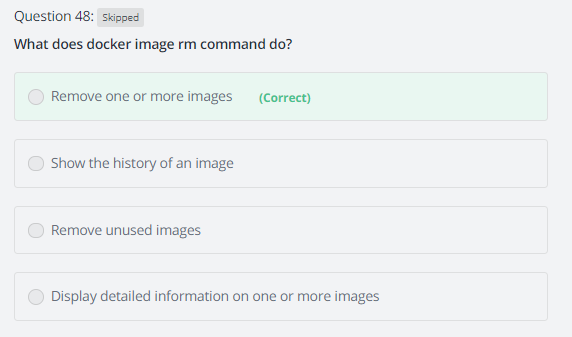 Question 48: Skipped
What does docker image rm command do?
Remove one or more images (Correct)
Show the history of an image
Remove unused images
Display detailed information on one or more images